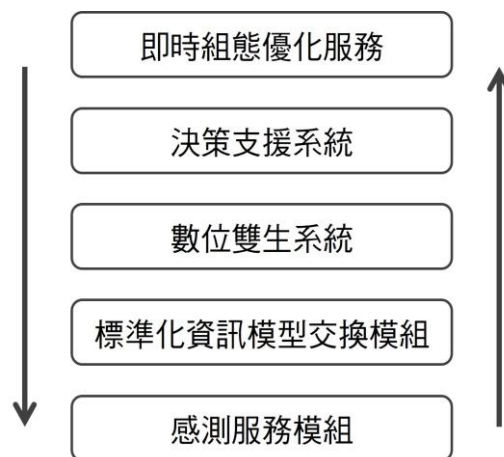 即時組態優化服務
決策支援系統
數位雙生系統
標準化資訊模型交換模組
感測服務模組